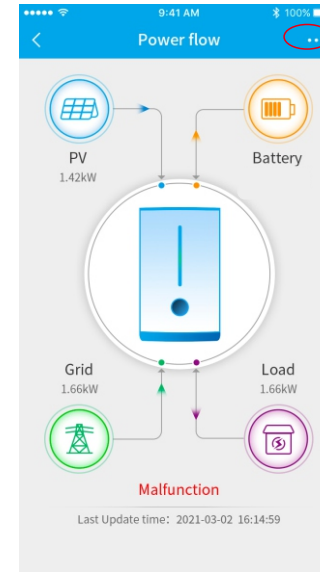 9:41 AM 100%
Power flow
PV
1.42kW
Battery
Grid
1.66kW
Load
1.66kW
Malfunction
Last Update time: 2021-03-02 16:14:59